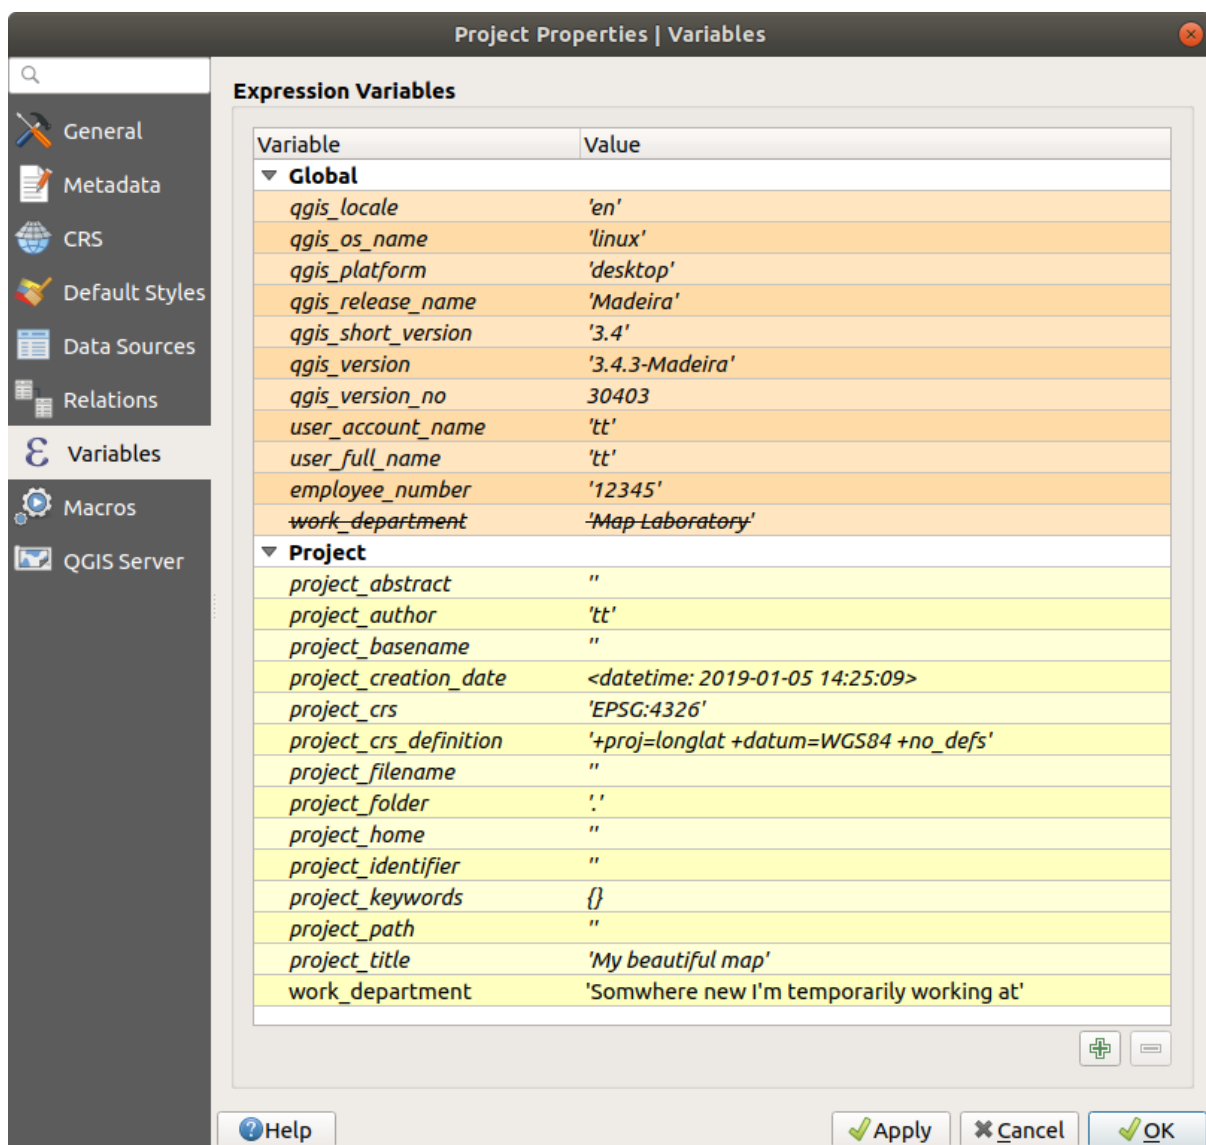 Project Properties | Variables
General
Metadata
CRS
Default Styles
Data Sources
Relations
Variables
Macros
QGIS Server
Expression Variables
Variable Value
Global
qgis_locale 'en'
qgis_os_name 'linux'
qgis_platform 'desktop'
qgis_release_name 'Madeira'
qgis_short_version '3.4'
qgis_version '3.4.3-Madeira'
qgis_version_no 30403
user_account_name 'tt'
user_full_name 'tt'
employee_number '12345'
work_department 'Map Laboratory'
Project
project_abstract ''
project_author 'tt'
project_basename ''
project_creation_date <datetime: 2019-01-05 14:25:09>
project_crs 'EPSG:4326'
project_crs_definition '+proj=longlat +datum=WGS84 +no_defs'
project_filename ''
project_folder '.'
project_home ''
project_identifier ''
project_keywords {}
project_path ''
project_title 'My beautiful map'
work_department 'Somwhere new I'm temporarily working at'
Help Apply Cancel OK